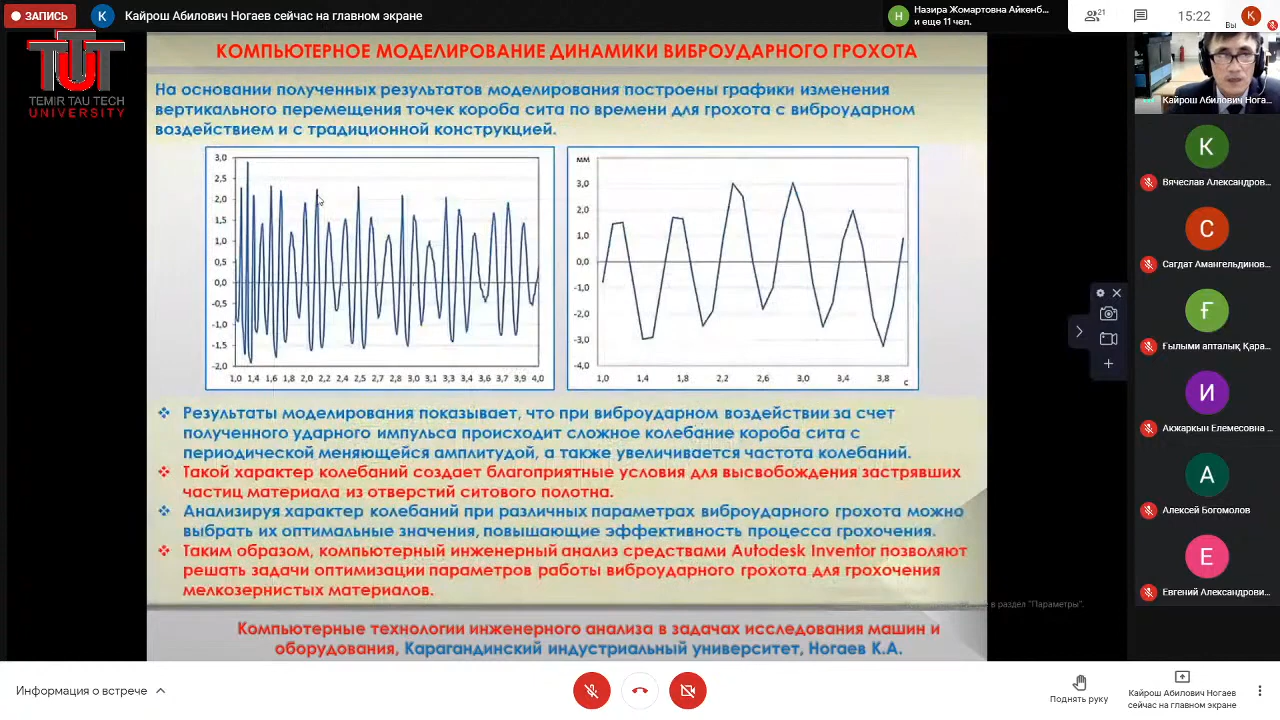 ЗАПИСЬ
К
Кайрош Абилович Ногаев сейчас на главном экране
Н
Назира Жомартовна Айкенб...
и еще 11 чел.
21
15:22
Вы
TEMIR TAU TECH
UNIVERSITY
КОМПЬЮТЕРНОЕ МОДЕЛИРОВАНИЕ ДИНАМИКИ ВИБРОУДАРНОГО ГРОХОТА
На основании полученных результатов моделирования построены графики изменения
вертикального перемещения точек короба сита по времени для грохота с виброударным
воздействием и с традиционной конструкцией.
3,0
2,5
2,0
1,5
1,0
0,5
0,0
-0,5
-1,0
-1,5
-2,0
1,0 1,4 1,6 1,8 2,0 2,2 2,4 2,5 2,7 2,8 3,0 3,1 3,3 3,4 3,6 3,7 3,9 4,0
мм
3,0
2,0
1,0
0,0
-1,0
-2,0
-3,0
-4,0
1,0 1,4 1,8 2,2 2,6 3,0 3,4 3,8
с
Результаты моделирования показывает, что при виброударном воздействии за счет
полученного ударного импульса происходит сложное колебание короба сита с
периодической меняющейся амплитудой, а также увеличивается частота колебаний.
Такой характер колебаний создает благоприятные условия для высвобождения застрявших
частиц материала из отверстий ситового полотна.
Анализируя характер колебаний при различных параметрах виброударного грохота можно
выбрать их оптимальные значения, повышающие эффективность процесса грохочения.
Таким образом, компьютерный инженерный анализ средствами Autodesk Inventor позволяют
решать задачи оптимизации параметров работы виброударного грохота для грохочения
мелкозернистых материалов.
в раздел "Параметры".
Компьютерные технологии инженерного анализа в задачах исследования машин и
оборудования, Карагандинский индустриальный университет, Ногаев К.А.
Кайрош Абилович Нога...
К
Вячеслав Александров...
С
Сагдат Амангельдинов...
Ғ
Ғылыми апталық Қара...
И
Акжаркын Елемесовна ...
А
Алексей Богомолов
Е
Евгений Александрови...
Информация о встрече
Поднять руку
Кайрош Абилович Ногаев
сейчас на главном экране